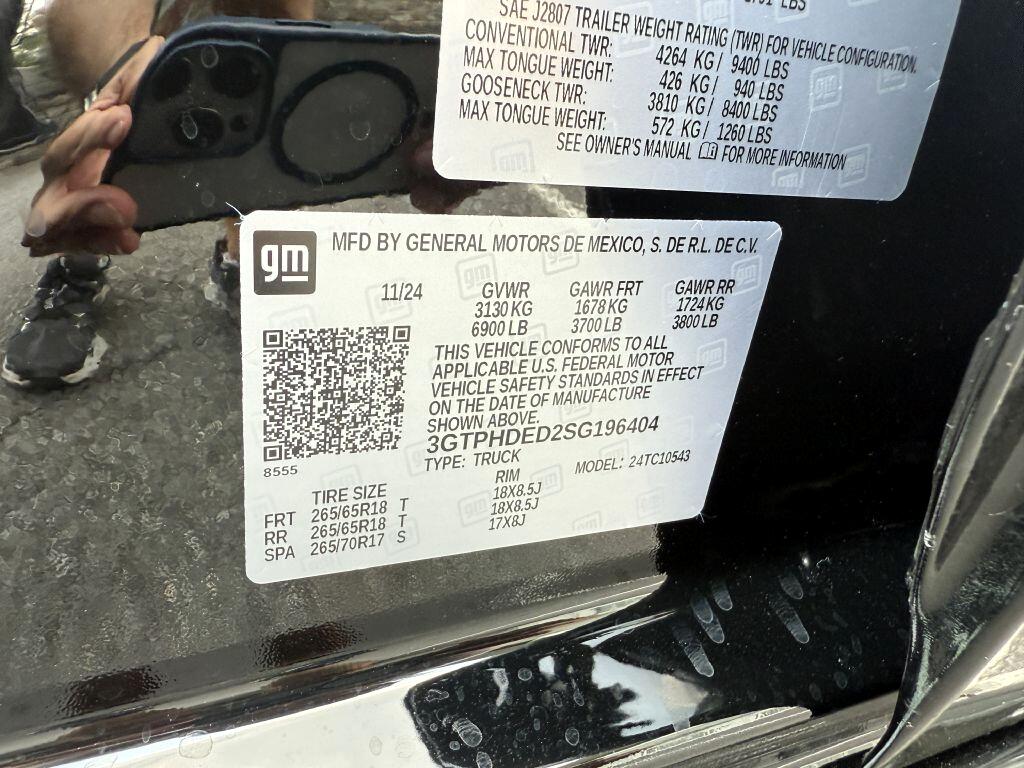 LBS
SAE J2807 TRAILER WEIGHT RATING (TWR) FOR VEHICLE CONFIGURATION.
CONVENTIONAL TWR: 4264 KG/ 9400 LBS
MAX TONGUE WEIGHT: 426 KG/ 940 LBS
GOOSENECK TWR: 3810 KG/ 8400 LBS
MAX TONGUE WEIGHT: 572 KG/ 1260 LBS
SEE OWNER'S MANUAL FOR MORE INFORMATION
gm MFD BY GENERAL MOTORS DE MEXICO, S. DE R.L. DE C.V.
11/24 GVWR GAWR FRT GAWR RR
3130 KG 1678 KG 1724 KG
6900 LB 3700 LB 3800 LB
THIS VEHICLE CONFORMS TO ALL
APPLICABLE U.S. FEDERAL MOTOR
VEHICLE SAFETY STANDARDS IN EFFECT
ON THE DATE OF MANUFACTURE
SHOWN ABOVE.
3GTPHDED2SG196404
8555 TYPE: TRUCK MODEL: 24TC10543
TIRE SIZE RIM
FRT 265/65R18 T 18X8.5J
RR 265/65R18 T 18X8.5J
SPA 265/70R17 S 17X8J